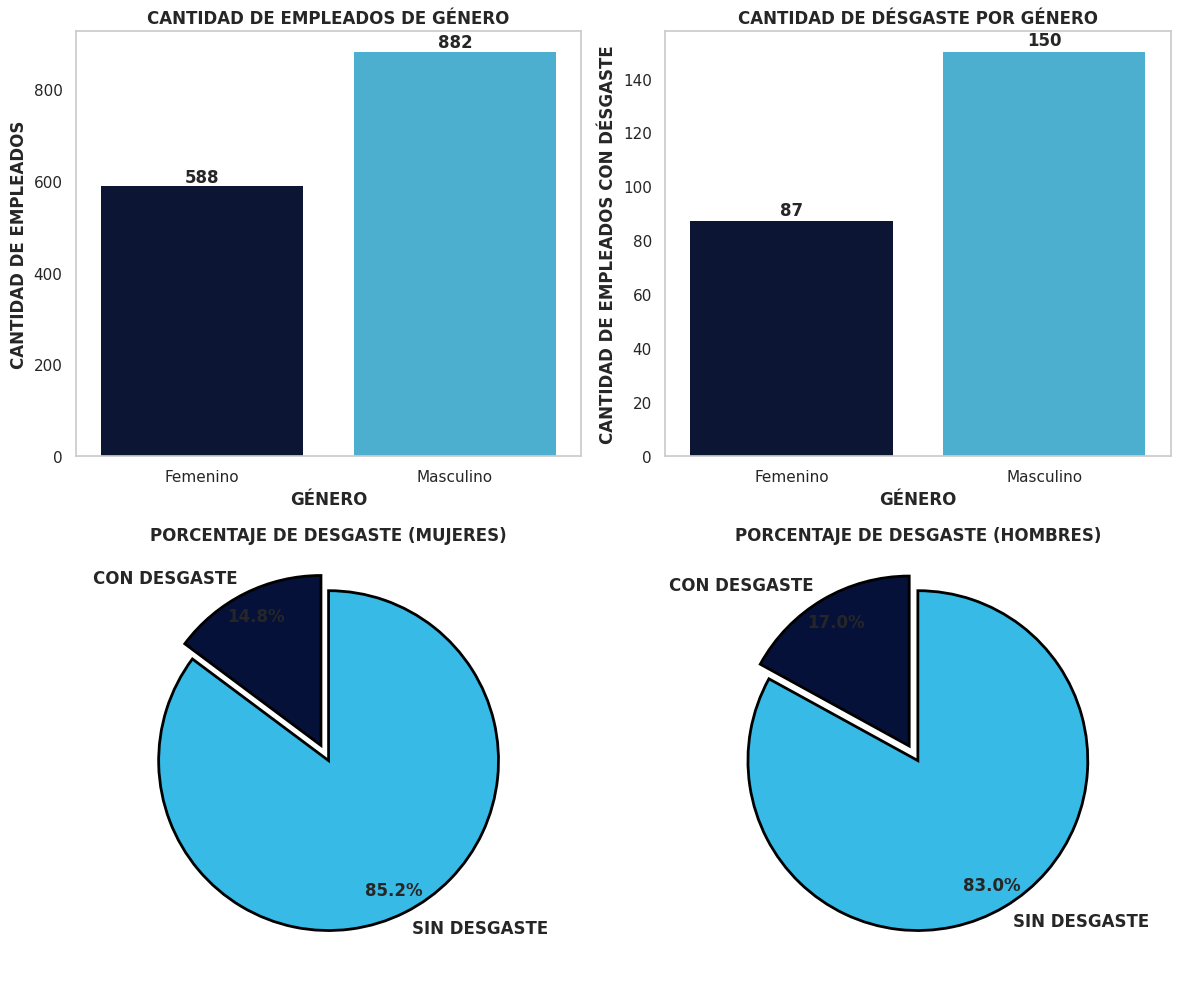 CANTIDAD DE EMPLEADOS DE GÉNERO
882
588
800
600
400
200
0
CANTIDAD DE EMPLEADOS
Femenino
Masculino
GÉNERO
CANTIDAD DE DÉSGASTE POR GÉNERO
150
87
140
120
100
80
60
40
20
0
CANTIDAD DE EMPLEADOS CON DÉSGASTE
Femenino
Masculino
GÉNERO
PORCENTAJE DE DESGASTE (MUJERES)
CON DESGASTE
14.8%
85.2%
SIN DESGASTE
PORCENTAJE DE DESGASTE (HOMBRES)
CON DESGASTE
17.0%
83.0%
SIN DESGASTE